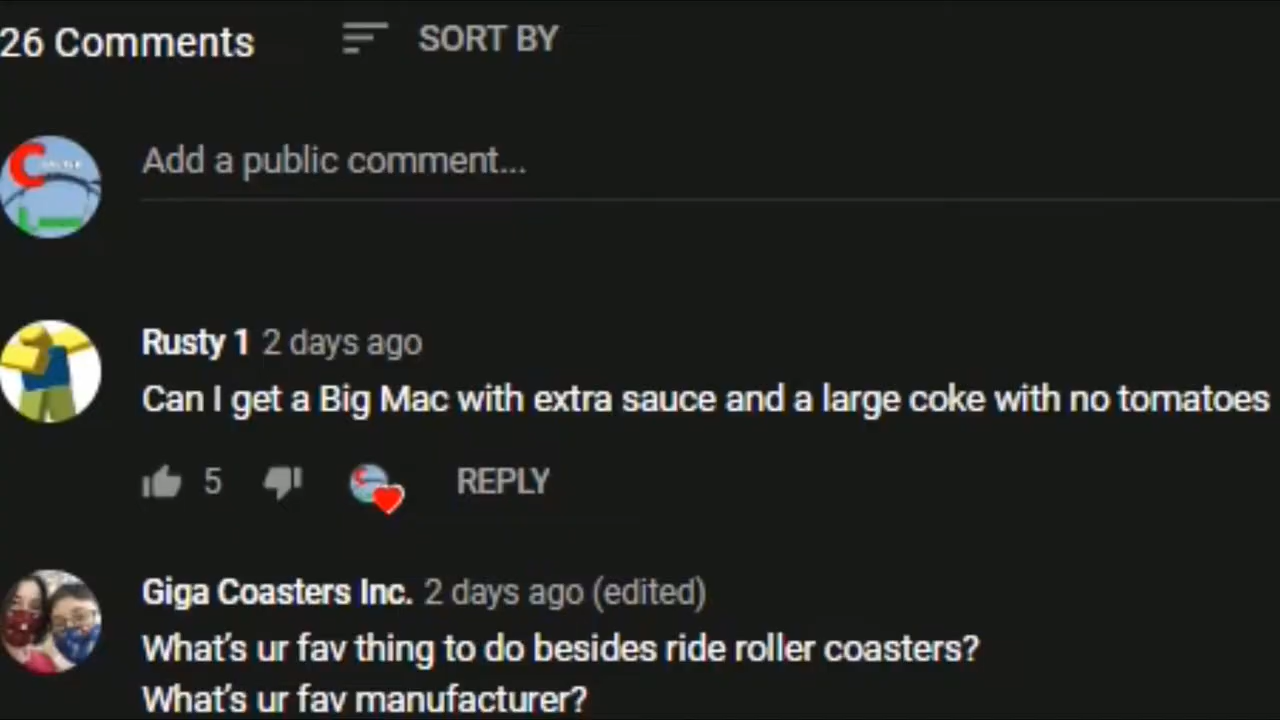 26 Comments
SORT BY
Add a public comment...
Rusty 1 2 days ago
Can I get a Big Mac with extra sauce and a large coke with no tomatoes
5
REPLY
Giga Coasters Inc. 2 days ago (edited)
What's ur fav thing to do besides ride roller coasters?
What's ur fav manufacturer?